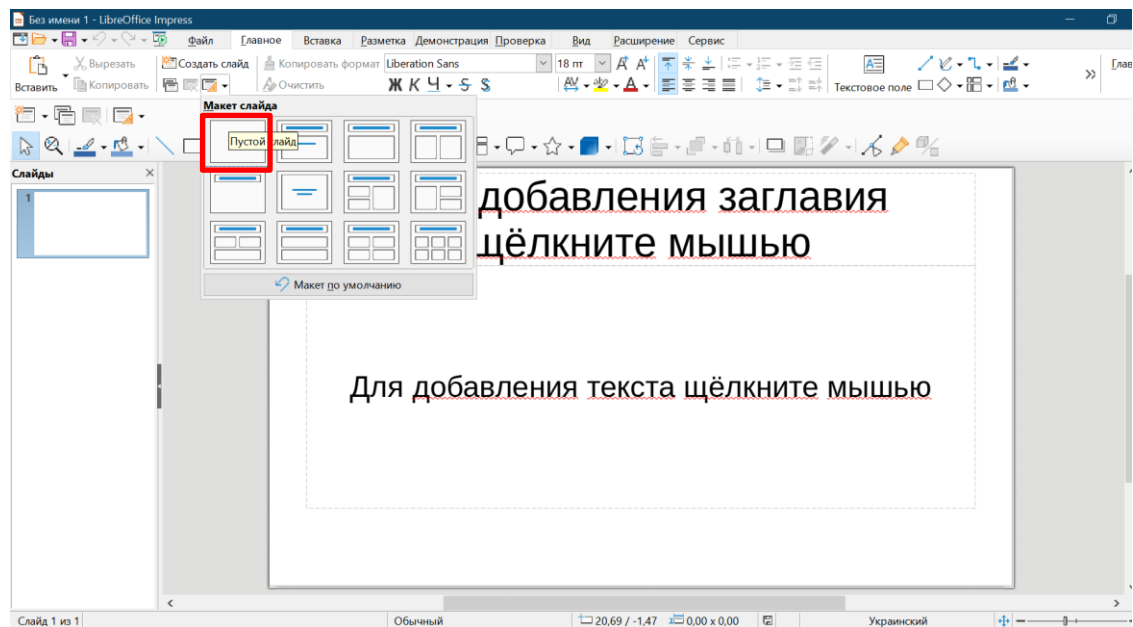 Без имени 1 - LibreOffice Impress
Файл Главное Вставка Разметка Демонстрация Проверка Вид Расширение Сервис
Вырезать Создать слайд Копировать формат Liberation Sans 18 пт
Вставить Копировать Очистить Ж К Ч S S Текстовое поле
Макет слайда
Пустой слайд
Макет по умолчанию
Слайды
1
добавления заглавия
щёлкните мышью
Для добавления текста щёлкните мышью
Слайд 1 из 1 Обычный 20,69 / -1,47 0,00 x 0,00 Украинский